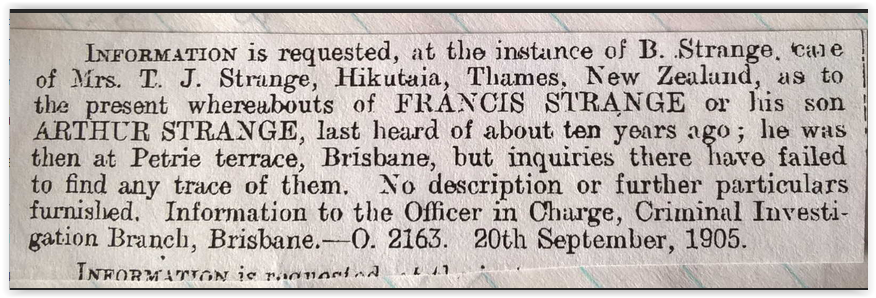 INFORMATION is requested, at the instance of B. Strange, care
of Mrs. T. J. Strange, Hikutaia, Thames, New Zealand, as to
the present whereabouts of FRANCIS STRANGE or his son
ARTHUR STRANGE, last heard of about ten years ago; he was
then at Petrie terrace, Brisbane, but inquiries there have failed
to find any trace of them. No description or further particulars
furnished. Information to the Officer in Charge, Criminal Investi-
gation Branch, Brisbane.—O. 2163. 20th September, 1905.
INFORMATION is requested